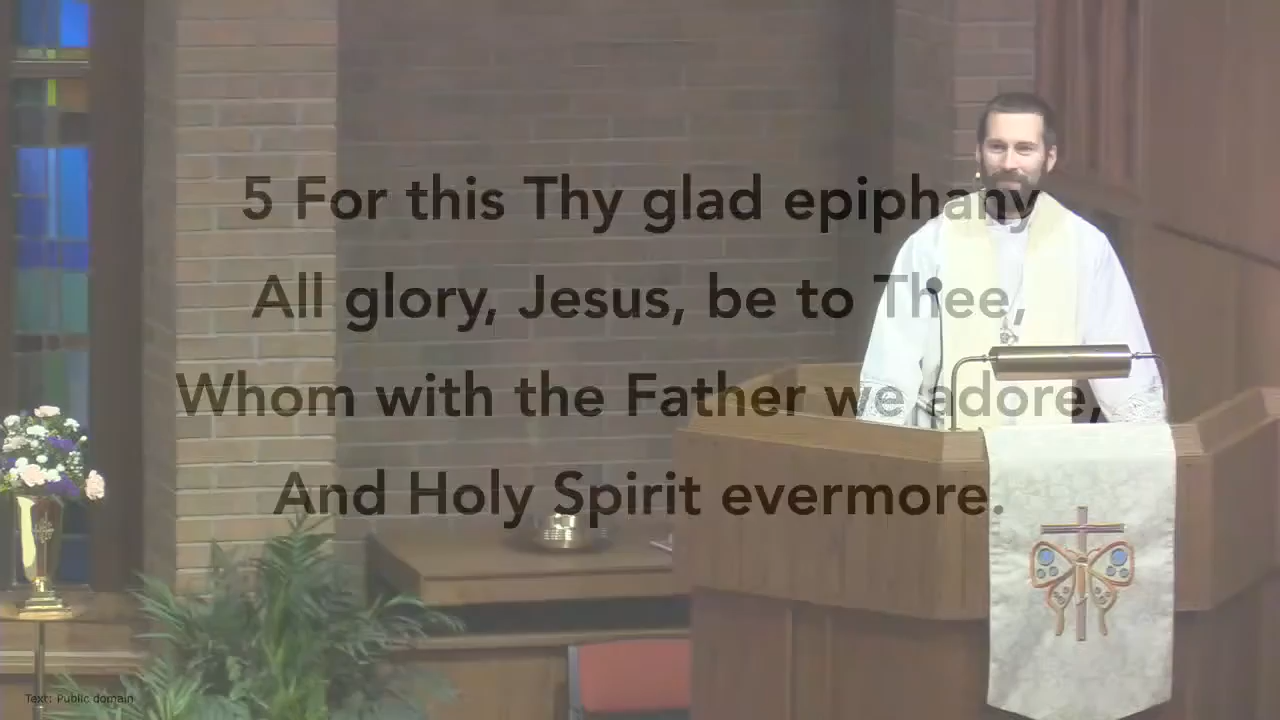 5 For this Thy glad epiphany
All glory, Jesus, be to Thee,
Whom with the Father we adore,
And Holy Spirit evermore.
Text: Public domain